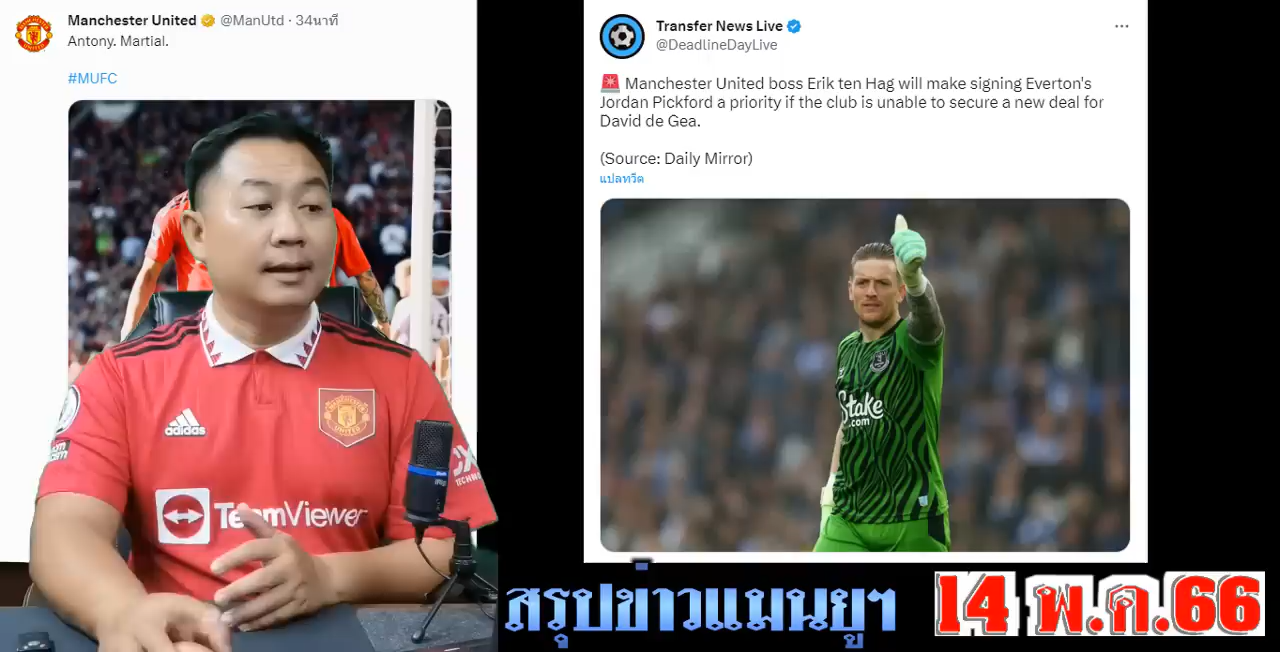 Manchester United @ManUtd · 34นาที
Antony. Martial.
#MUFC
adidas
TeamViewer
Transfer News Live
@DeadlineDayLive
Manchester United boss Erik ten Hag will make signing Everton's
Jordan Pickford a priority if the club is unable to secure a new deal for
David de Gea.
(Source: Daily Mirror)
แปลทวีต
Stake
.com
สรุปข่าวแมนยูฯ
14 พ.ค.66